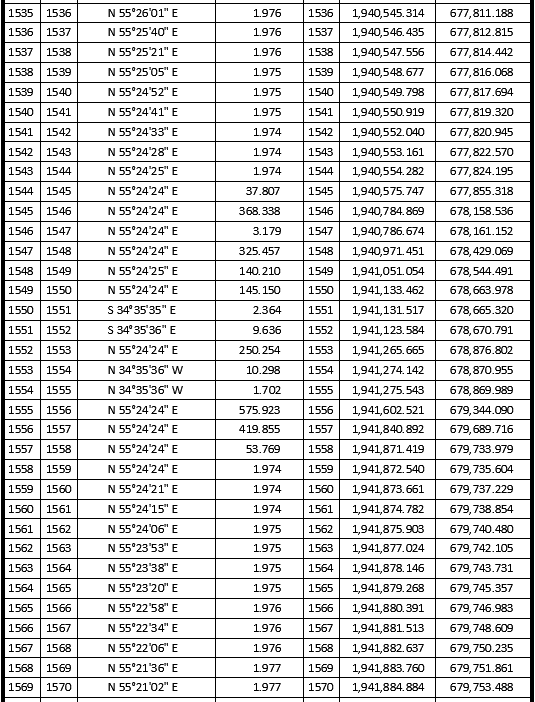 1535 1536 N 55°26'01" E 1.976 1536 1,940,545.314 677,811.188
1536 1537 N 55°25'40" E 1.976 1537 1,940,546.435 677,812.815
1537 1538 N 55°25'21" E 1.976 1538 1,940,547.556 677,814.442
1538 1539 N 55°25'05" E 1.975 1539 1,940,548.677 677,816.068
1539 1540 N 55°24'52" E 1.975 1540 1,940,549.798 677,817.694
1540 1541 N 55°24'41" E 1.975 1541 1,940,550.919 677,819.320
1541 1542 N 55°24'33" E 1.974 1542 1,940,552.040 677,820.945
1542 1543 N 55°24'28" E 1.974 1543 1,940,553.161 677,822.570
1543 1544 N 55°24'25" E 1.974 1544 1,940,554.282 677,824.195
1544 1545 N 55°24'24" E 37.807 1545 1,940,575.747 677,855.318
1545 1546 N 55°24'24" E 368.338 1546 1,940,784.869 678,158.536
1546 1547 N 55°24'24" E 3.179 1547 1,940,786.674 678,161.152
1547 1548 N 55°24'24" E 325.457 1548 1,940,971.451 678,429.069
1548 1549 N 55°24'25" E 140.210 1549 1,941,051.054 678,544.491
1549 1550 N 55°24'24" E 145.150 1550 1,941,133.462 678,663.978
1550 1551 S 34°35'35" E 2.364 1551 1,941,131.517 678,665.320
1551 1552 S 34°35'36" E 9.636 1552 1,941,123.584 678,670.791
1552 1553 N 55°24'24" E 250.254 1553 1,941,265.665 678,876.802
1553 1554 N 34°35'36" W 10.298 1554 1,941,274.142 678,870.955
1554 1555 N 34°35'36" W 1.702 1555 1,941,275.543 678,869.989
1555 1556 N 55°24'24" E 575.923 1556 1,941,602.521 679,344.090
1556 1557 N 55°24'24" E 419.855 1557 1,941,840.892 679,689.716
1557 1558 N 55°24'24" E 53.769 1558 1,941,871.419 679,733.979
1558 1559 N 55°24'24" E 1.974 1559 1,941,872.540 679,735.604
1559 1560 N 55°24'21" E 1.974 1560 1,941,873.661 679,737.229
1560 1561 N 55°24'15" E 1.974 1561 1,941,874.782 679,738.854
1561 1562 N 55°24'06" E 1.975 1562 1,941,875.903 679,740.480
1562 1563 N 55°23'53" E 1.975 1563 1,941,877.024 679,742.105
1563 1564 N 55°23'38" E 1.975 1564 1,941,878.146 679,743.731
1564 1565 N 55°23'20" E 1.975 1565 1,941,879.268 679,745.357
1565 1566 N 55°22'58" E 1.976 1566 1,941,880.391 679,746.983
1566 1567 N 55°22'34" E 1.976 1567 1,941,881.513 679,748.609
1567 1568 N 55°22'06" E 1.976 1568 1,941,882.637 679,750.235
1568 1569 N 55°21'36" E 1.977 1569 1,941,883.760 679,751.861
1569 1570 N 55°21'02" E 1.977 1570 1,941,884.884 679,753.488